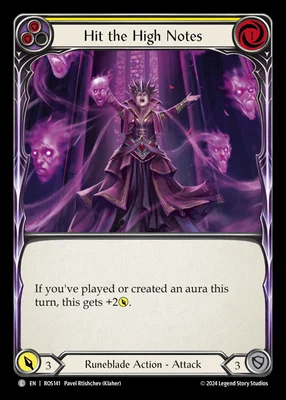 Hit the High Notes
1
If you've played or created an aura this
turn, this gets +2
.
3
Runeblade Action - Attack
3
C EN | ROS141 Pavel Rtishchev (Klaher)
© 2024 Legend Story Studios